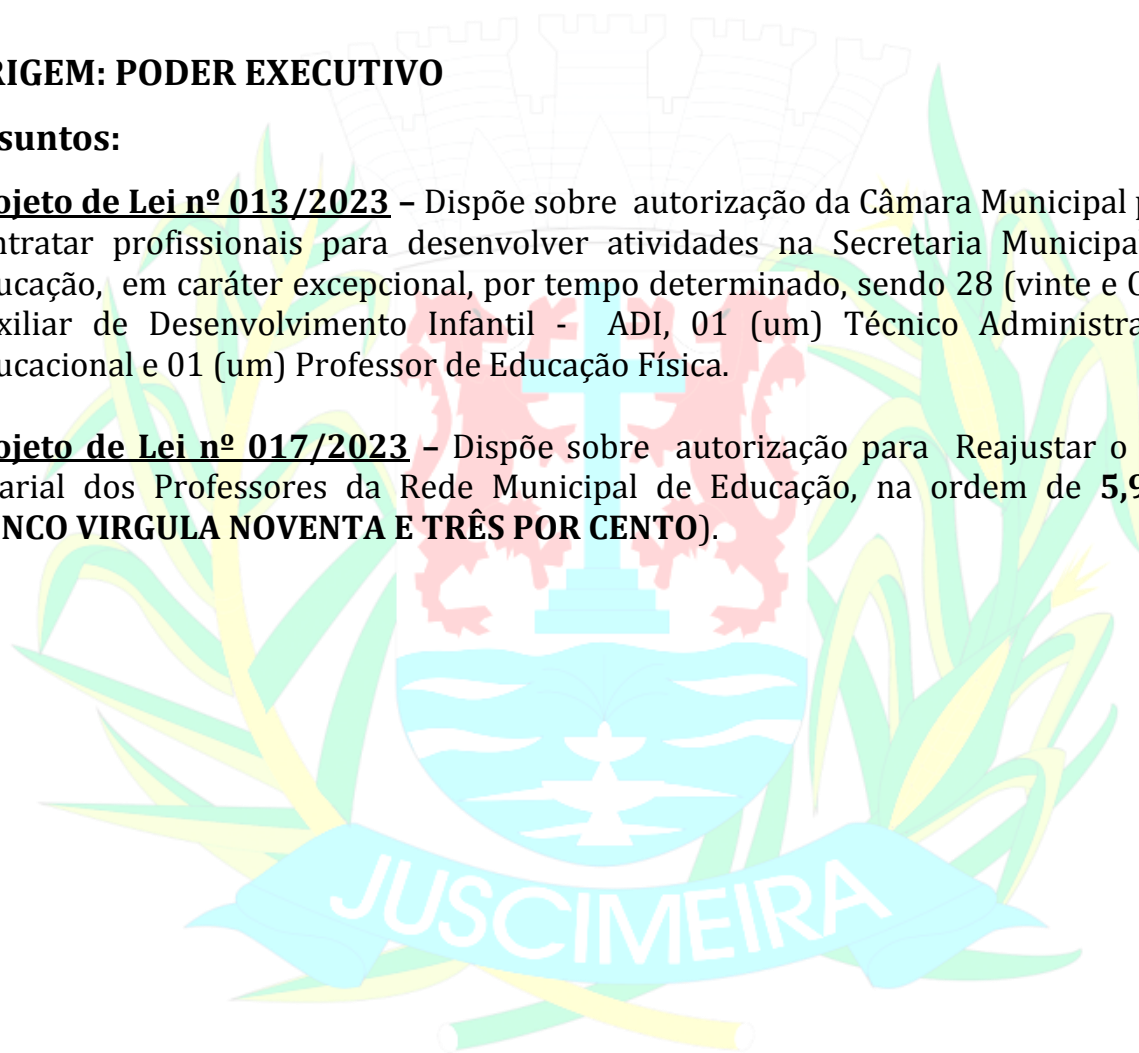 RIGEM: PODER EXECUTIVO
suntos:
ojeto de Lei nº 013/2023 – Dispõe sobre autorização da Câmara Municipal p
ntratar profissionais para desenvolver atividades na Secretaria Municipa
ucação, em caráter excepcional, por tempo determinado, sendo 28 (vinte e O
xiliar de Desenvolvimento Infantil - ADI, 01 (um) Técnico Administra
ucacional e 01 (um) Professor de Educação Física.
ojeto de Lei nº 017/2023 – Dispõe sobre autorização para Reajustar o
arial dos Professores da Rede Municipal de Educação, na ordem de 5,9
NCO VIRGULA NOVENTA E TRÊS POR CENTO).
JUSCIMEIRA